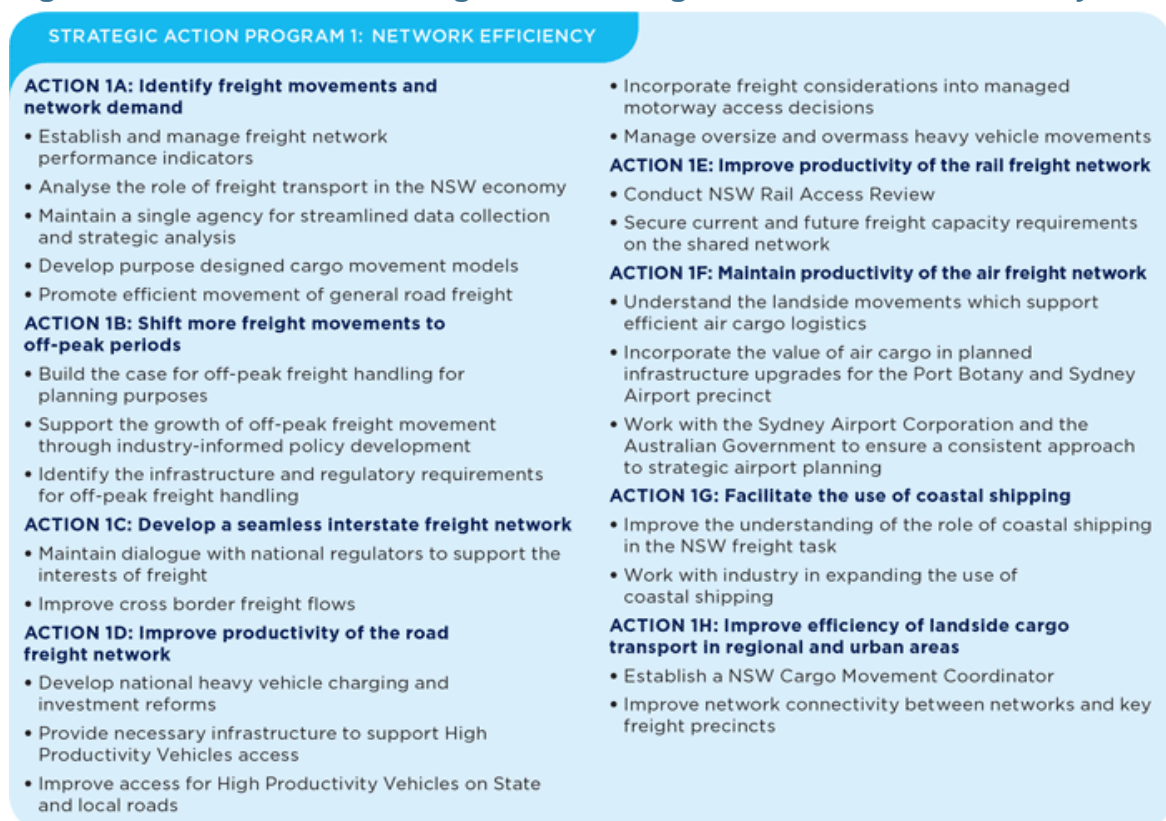 STRATEGIC ACTION PROGRAM 1: NETWORK EFFICIENCY
ACTION 1A: Identify freight movements and
network demand
• Establish and manage freight network
performance indicators
• Analyse the role of freight transport in the NSW economy
• Maintain a single agency for streamlined data collection
and strategic analysis
• Develop purpose designed cargo movement models
• Promote efficient movement of general road freight
ACTION 1B: Shift more freight movements to
off-peak periods
• Build the case for off-peak freight handling for
planning purposes
• Support the growth of off-peak freight movement
through industry-informed policy development
• Identify the infrastructure and regulatory requirements
for off-peak freight handling
ACTION 1C: Develop a seamless interstate freight network
• Maintain dialogue with national regulators to support the
interests of freight
• Improve cross border freight flows
ACTION 1D: Improve productivity of the road
freight network
• Develop national heavy vehicle charging and
investment reforms
• Provide necessary infrastructure to support High
Productivity Vehicles access
• Improve access for High Productivity Vehicles on State
and local roads
• Incorporate freight considerations into managed
motorway access decisions
• Manage oversize and overmass heavy vehicle movements
ACTION 1E: Improve productivity of the rail freight network
• Conduct NSW Rail Access Review
• Secure current and future freight capacity requirements
on the shared network
ACTION 1F: Maintain productivity of the air freight network
• Understand the landside movements which support
efficient air cargo logistics
• Incorporate the value of air cargo in planned
infrastructure upgrades for the Port Botany and Sydney
Airport precinct
• Work with the Sydney Airport Corporation and the
Australian Government to ensure a consistent approach
to strategic airport planning
ACTION 1G: Facilitate the use of coastal shipping
• Improve the understanding of the role of coastal shipping
in the NSW freight task
• Work with industry in expanding the use of
coastal shipping
ACTION 1H: Improve efficiency of landside cargo
transport in regional and urban areas
• Establish a NSW Cargo Movement Coordinator
• Improve network connectivity between networks and key
freight precincts